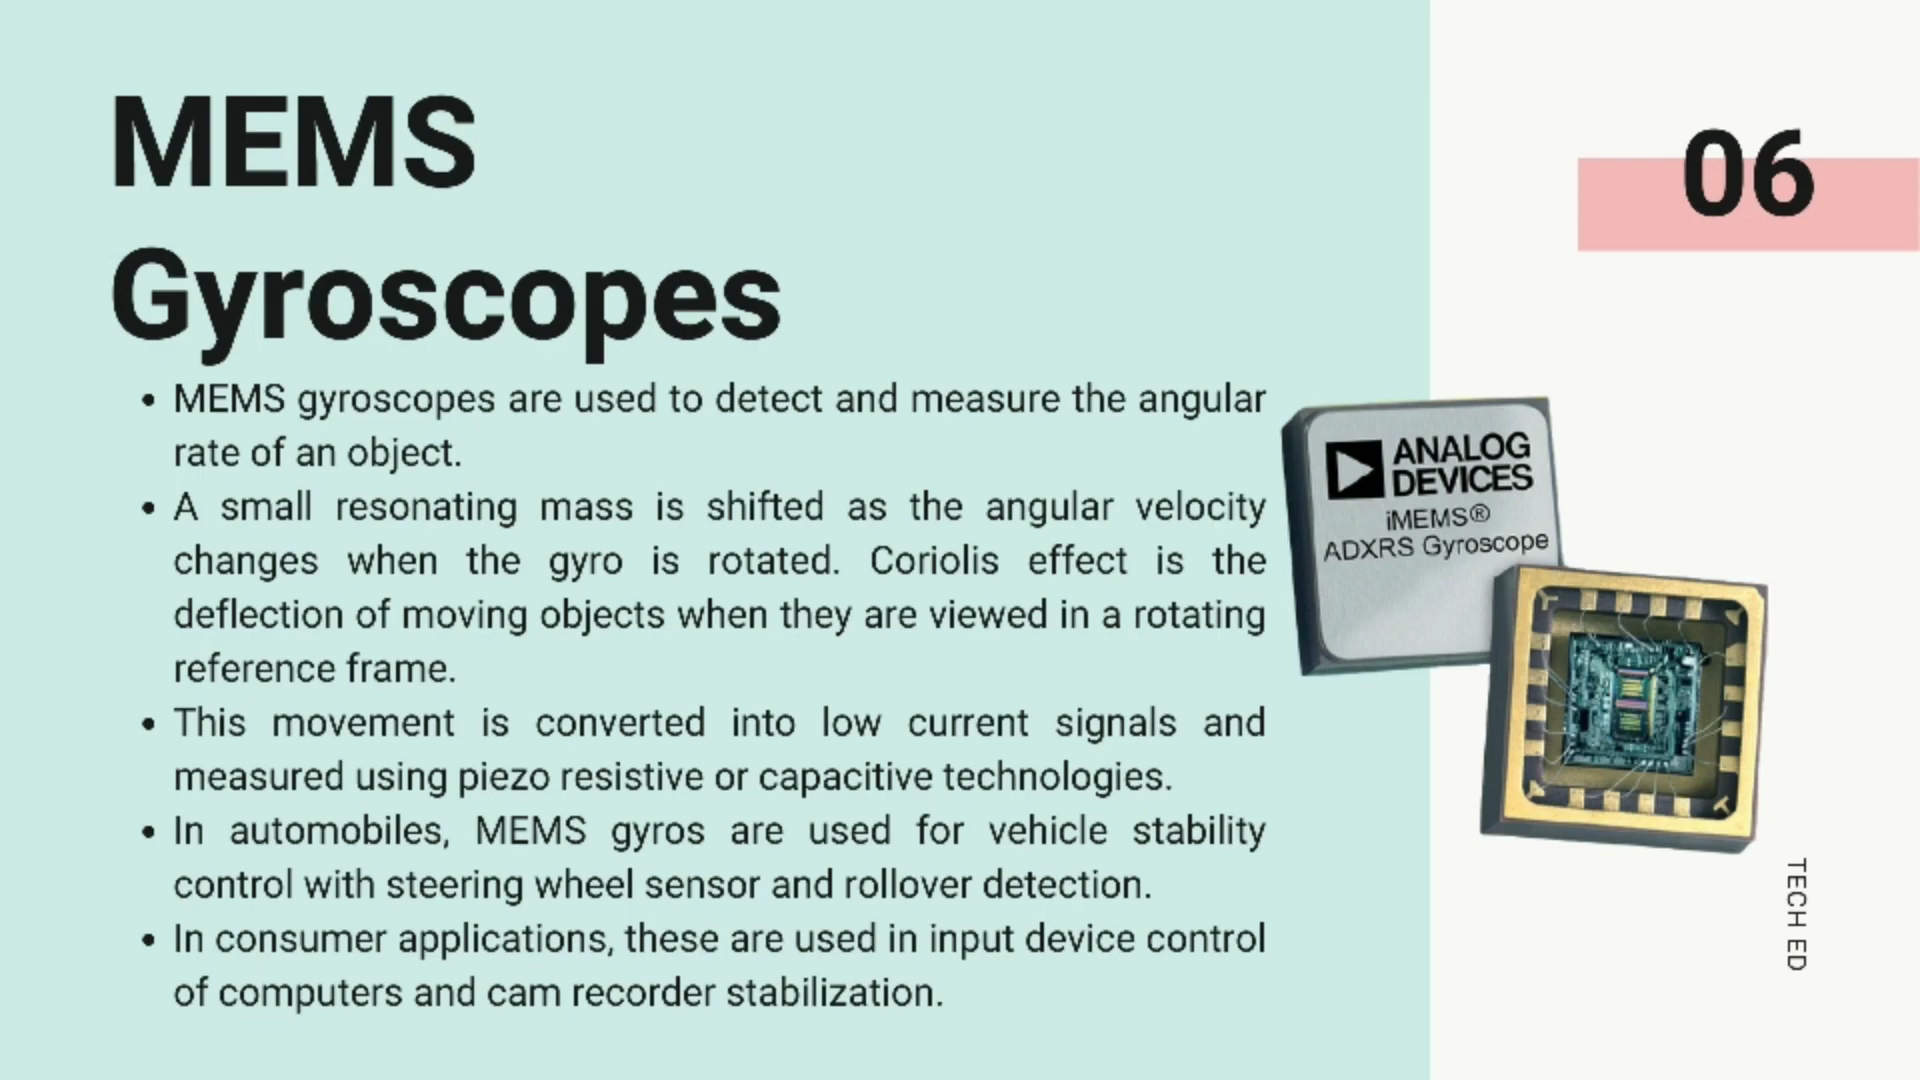 MEMS
Gyroscopes
06
• MEMS gyroscopes are used to detect and measure the angular
rate of an object.
• A small resonating mass is shifted as the angular velocity
changes when the gyro is rotated. Coriolis effect is the
deflection of moving objects when they are viewed in a rotating
reference frame.
• This movement is converted into low current signals and
measured using piezo resistive or capacitive technologies.
• In automobiles, MEMS gyros are used for vehicle stability
control with steering wheel sensor and rollover detection.
• In consumer applications, these are used in input device control
of computers and cam recorder stabilization.
ANALOG
DEVICES
iMEMS®
ADXRS Gyroscope
TECH ED